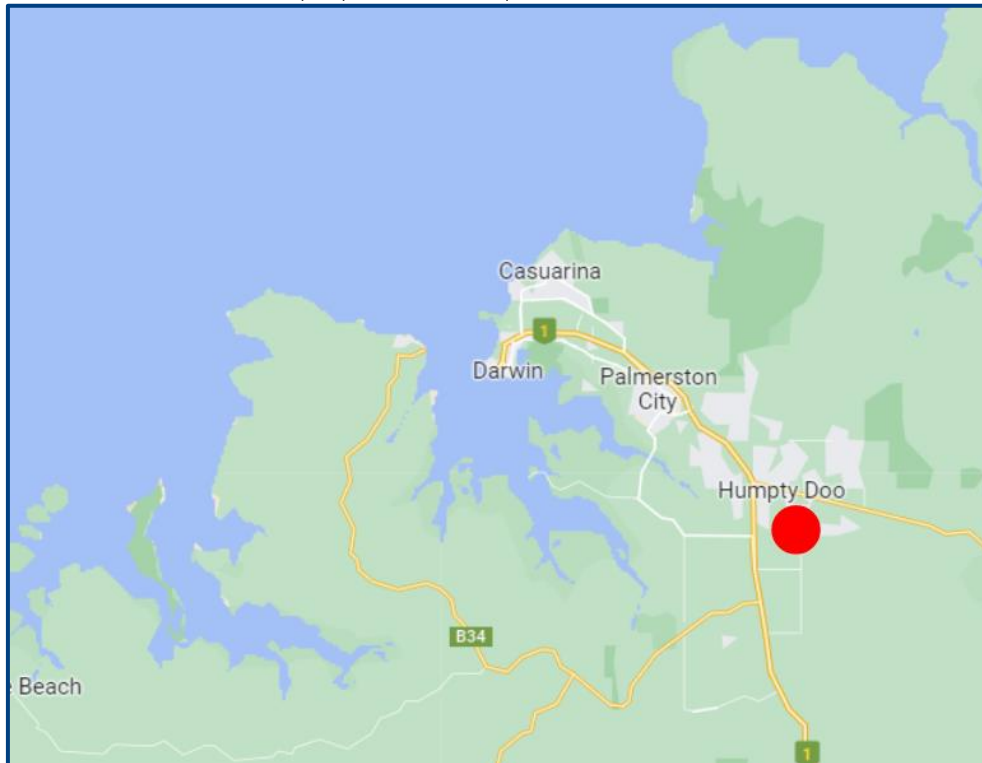 Casuarina
1
Darwin
Palmerston
City
Humpty Doo
B34
Beach
1